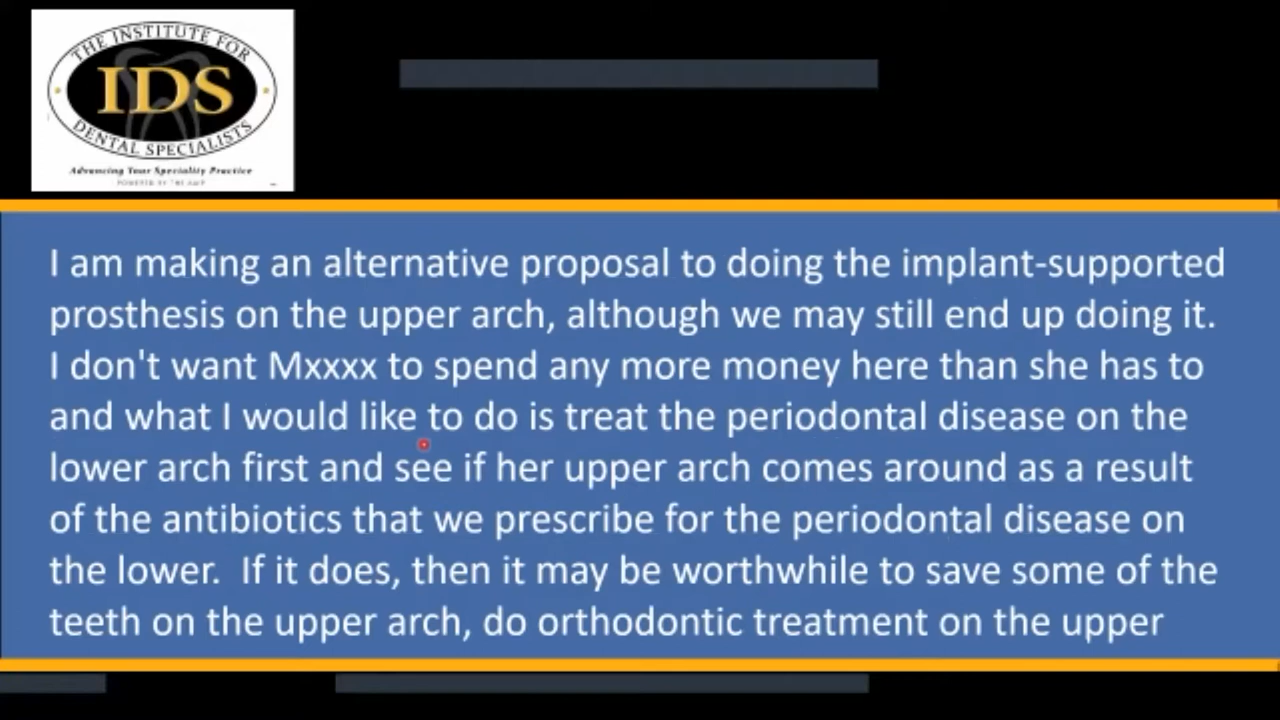 THE INSTITUTE FOR
IDS
DENTAL SPECIALISTS
Advancing Your Speciality Practice
POWERED BY THE
I am making an alternative proposal to doing the implant-supported
prosthesis on the upper arch, although we may still end up doing it.
I don't want Mxxxx to spend any more money here than she has to
and what I would like to do is treat the periodontal disease on the
lower arch first and see if her upper arch comes around as a result
of the antibiotics that we prescribe for the periodontal disease on
the lower.  If it does, then it may be worthwhile to save some of the
teeth on the upper arch, do orthodontic treatment on the upper